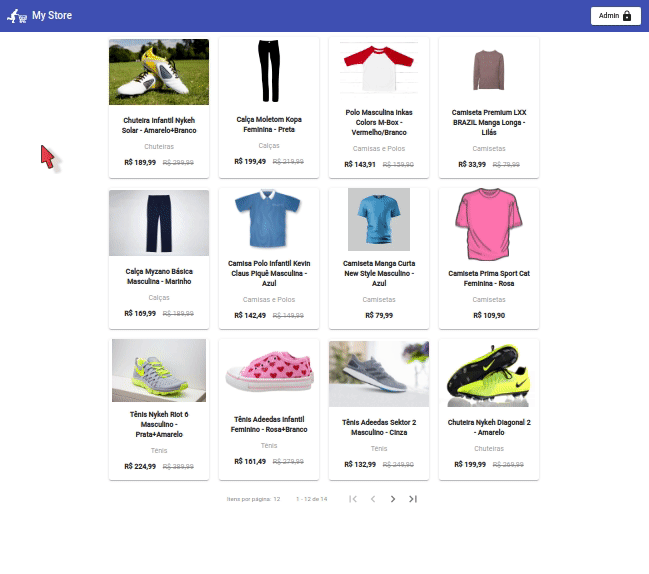 My Store
Admin
Chuteira Infantil Nykeh
Solar - Amarelo+Branco
Chuteiras
R$ 189,99 R$ 299,99
Calça Moletom Kopa
Feminina - Preta
Calças
R$ 199,49 R$ 219,99
Polo Masculina Inkas
Colors M-Box -
Vermelho/Branco
Camisas e Polos
R$ 143,91 R$ 159,90
Camiseta Premium LXX
BRAZIL Manga Longa -
Lilás
Camisetas
R$ 33,99 R$ 79,99
Calça Myzano Básica
Masculina - Marinho
Calças
R$ 169,99 R$ 189,99
Camisa Polo Infantil Kevin
Claus Piquê Masculina -
Azul
Camisas e Polos
R$ 142,49 R$ 149,99
Camiseta Manga Curta
New Style Masculino -
Azul
Camisetas
R$ 79,99
Camiseta Prima Sport Cat
Feminina - Rosa
Camisetas
R$ 109,90
Tênis Nykeh Riot 6
Masculino -
Prata+Amarelo
Tênis
R$ 224,99 R$ 389,99
Tênis Adeedas Infantil
Feminino - Rosa+Branco
Tênis
R$ 161,49 R$ 279,99
Tênis Adeedas Sektor 2
Masculino - Cinza
Tênis
R$ 132,99 R$ 249,90
Chuteira Nykeh Diagonal 2
- Amarelo
Chuteiras
R$ 199,99 R$ 269,99
Itens por página: 12 1 - 12 de 14